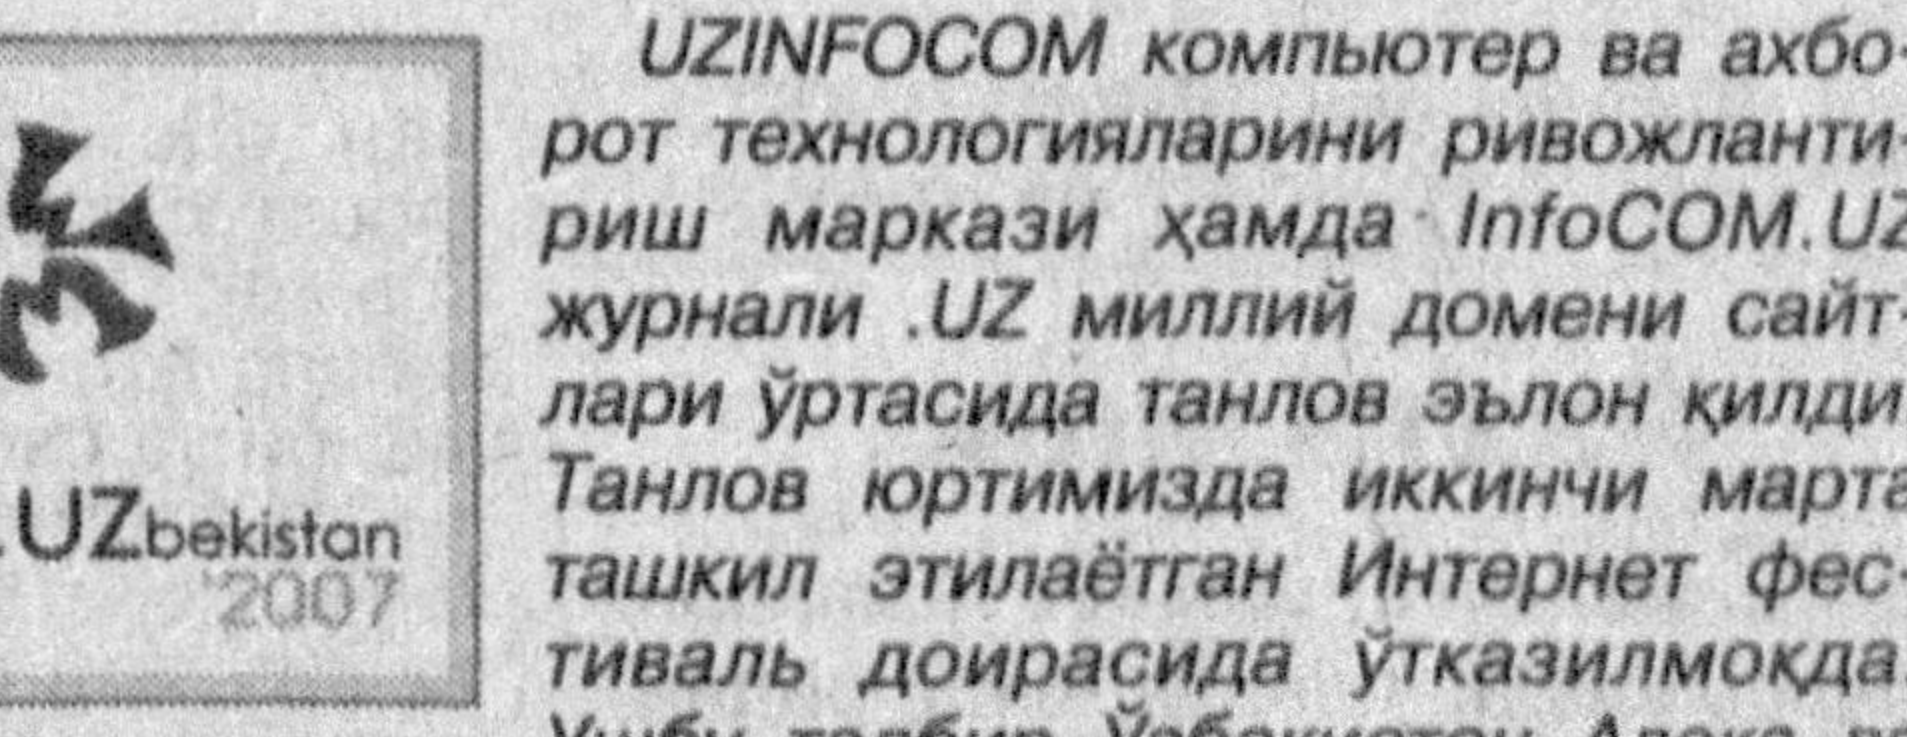 .UZbekistan
'2007
UZINFOCOM компьютер ва ахбо-
рот технологияларини ривожланти-
риш маркази ҳамда InfoCOM.UZ
журнали .UZ миллий домени сайт-
лари ўртасида танлов эълон қилди.
Танлов юртимизда иккинчи марта
ташкил этилаётган Интернет фес-
тиваль доирасида ўтказилмоқда.